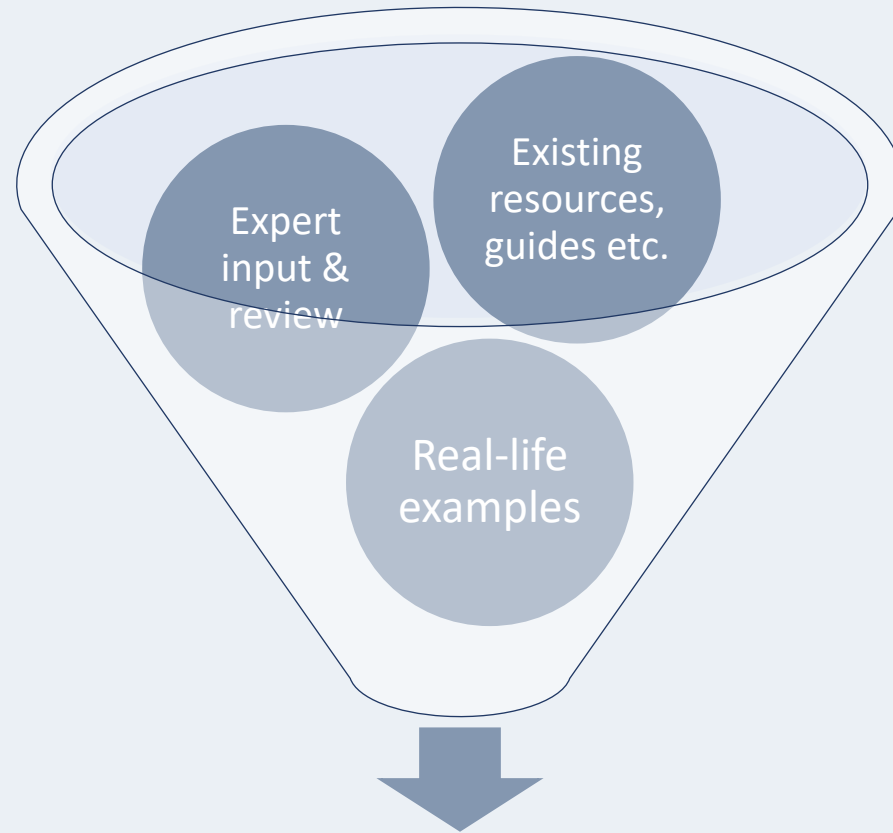 Existing
resources,
guides etc.
Expert
input &
review
Real-life
examples